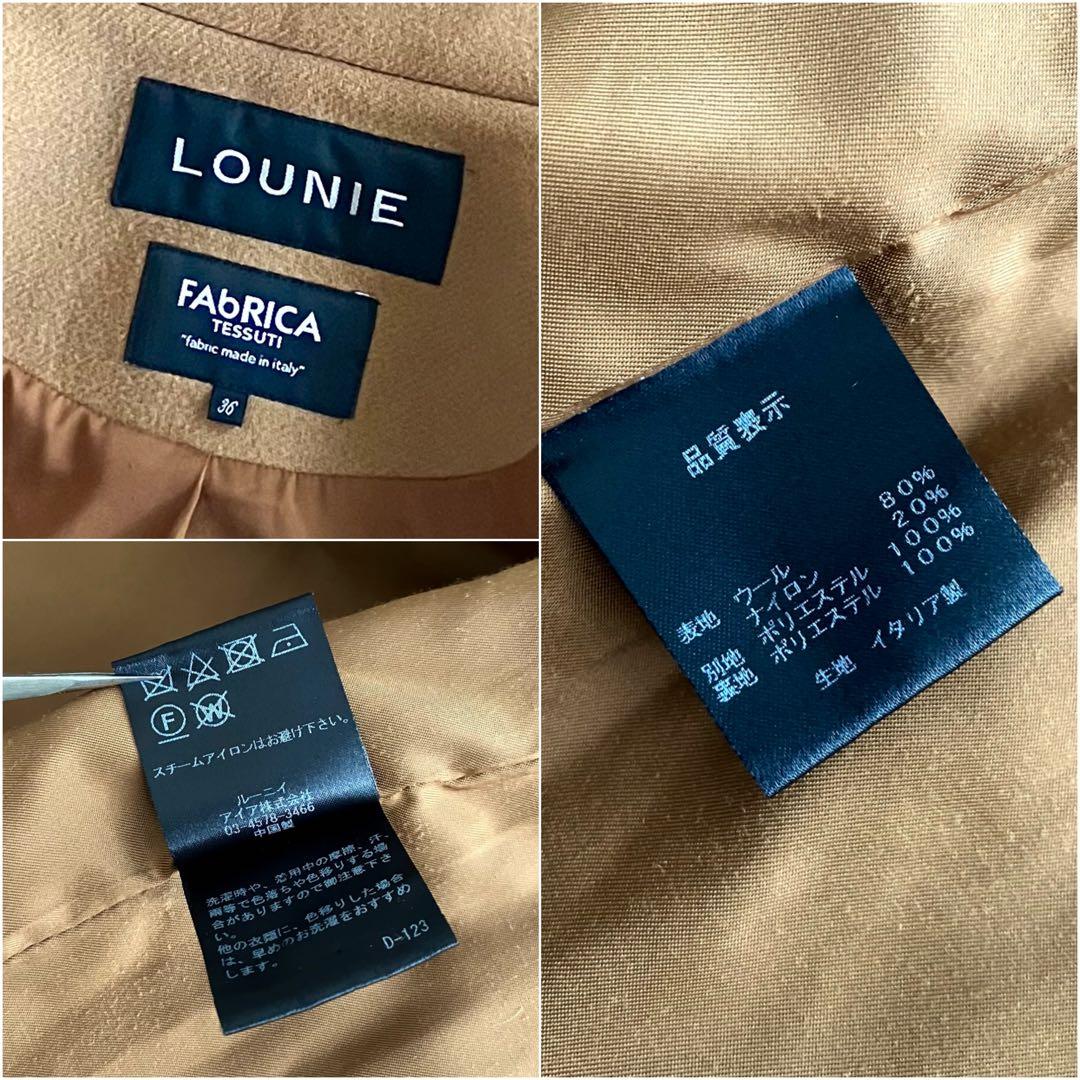 LOUNIE
FAbRICA
TESSUTI
"fabric made in italy"
36
品質表示
表地 ウール 80%
ナイロン 20%
別地 ポリエステル 100%
裏地 ポリエステル 100%
生地 イタリア製
F
W
スチームアイロンはお避け下さい。
ルーニィ
アイア株式会社
03-4578-3466
中国製
洗濯時や、着用中の摩擦、汗、
雨等で色落ちや色移りする場
合がありますので御注意下さ
い。
他の衣類に、色移りした場合
は、早めのお洗濯をおすすめ
します。
D-123